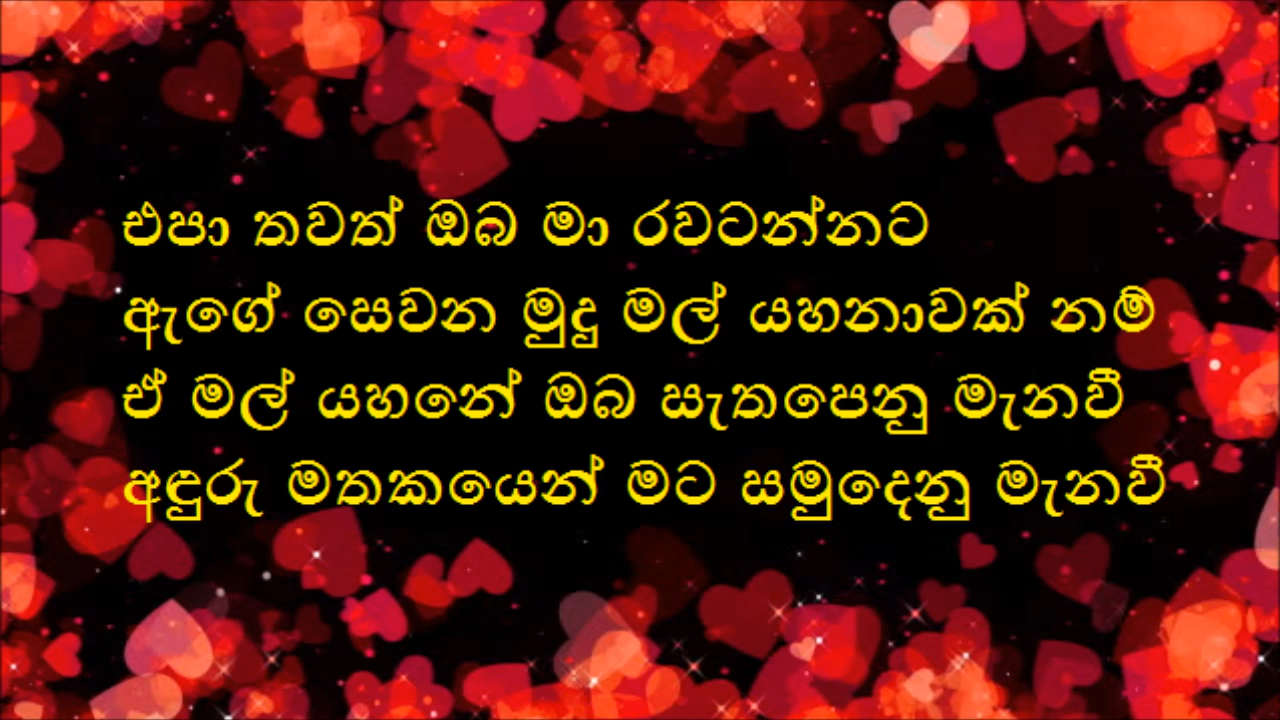 එපා තවත් ඔබ මා රවටන්නට
ඇගේ සෙවන මුදු මල් යහනාවක් නම්
ඒ මල් යහනේ ඔබ සැතපෙනු මැනවී
අඳුරු මතකයෙන් මට සමුදෙනු මැනවී